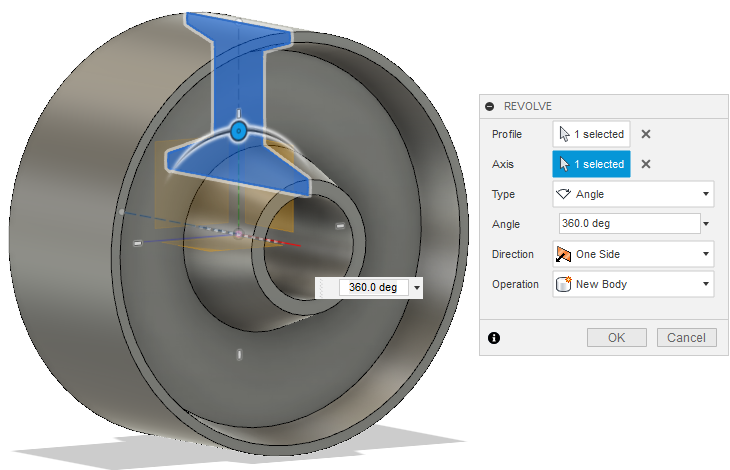 REVOLVE
Profile 1 selected
Axis 1 selected
Type Angle
Angle 360.0 deg
Direction One Side
Operation New Body
360.0 deg
OK Cancel